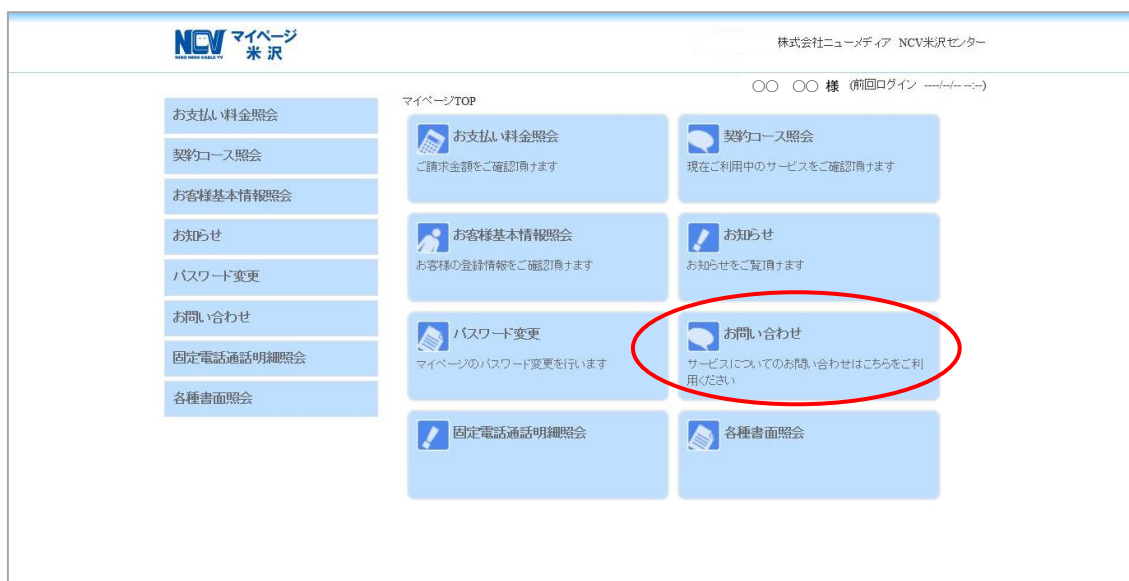 NCV マイページ
米沢
NIKO NIKO CABLE TV
株式会社ニューメディア NCV米沢センター
〇〇 〇〇 様 (前回ログイン ----/--/-- --:--)
お支払い料金照会
契約コース照会
お客様基本情報照会
お知らせ
パスワード変更
お問い合わせ
固定電話通話明細照会
各種書面照会
マイページTOP
お支払い料金照会
ご請求金額をご確認頂けます
契約コース照会
現在ご利用中のサービスをご確認頂けます
お客様基本情報照会
お客様の登録情報をご確認頂けます
お知らせ
お知らせをご覧頂けます
パスワード変更
マイページのパスワード変更を行います
お問い合わせ
サービスについてのお問い合わせはこちらをご利
用ください
固定電話通話明細照会
各種書面照会